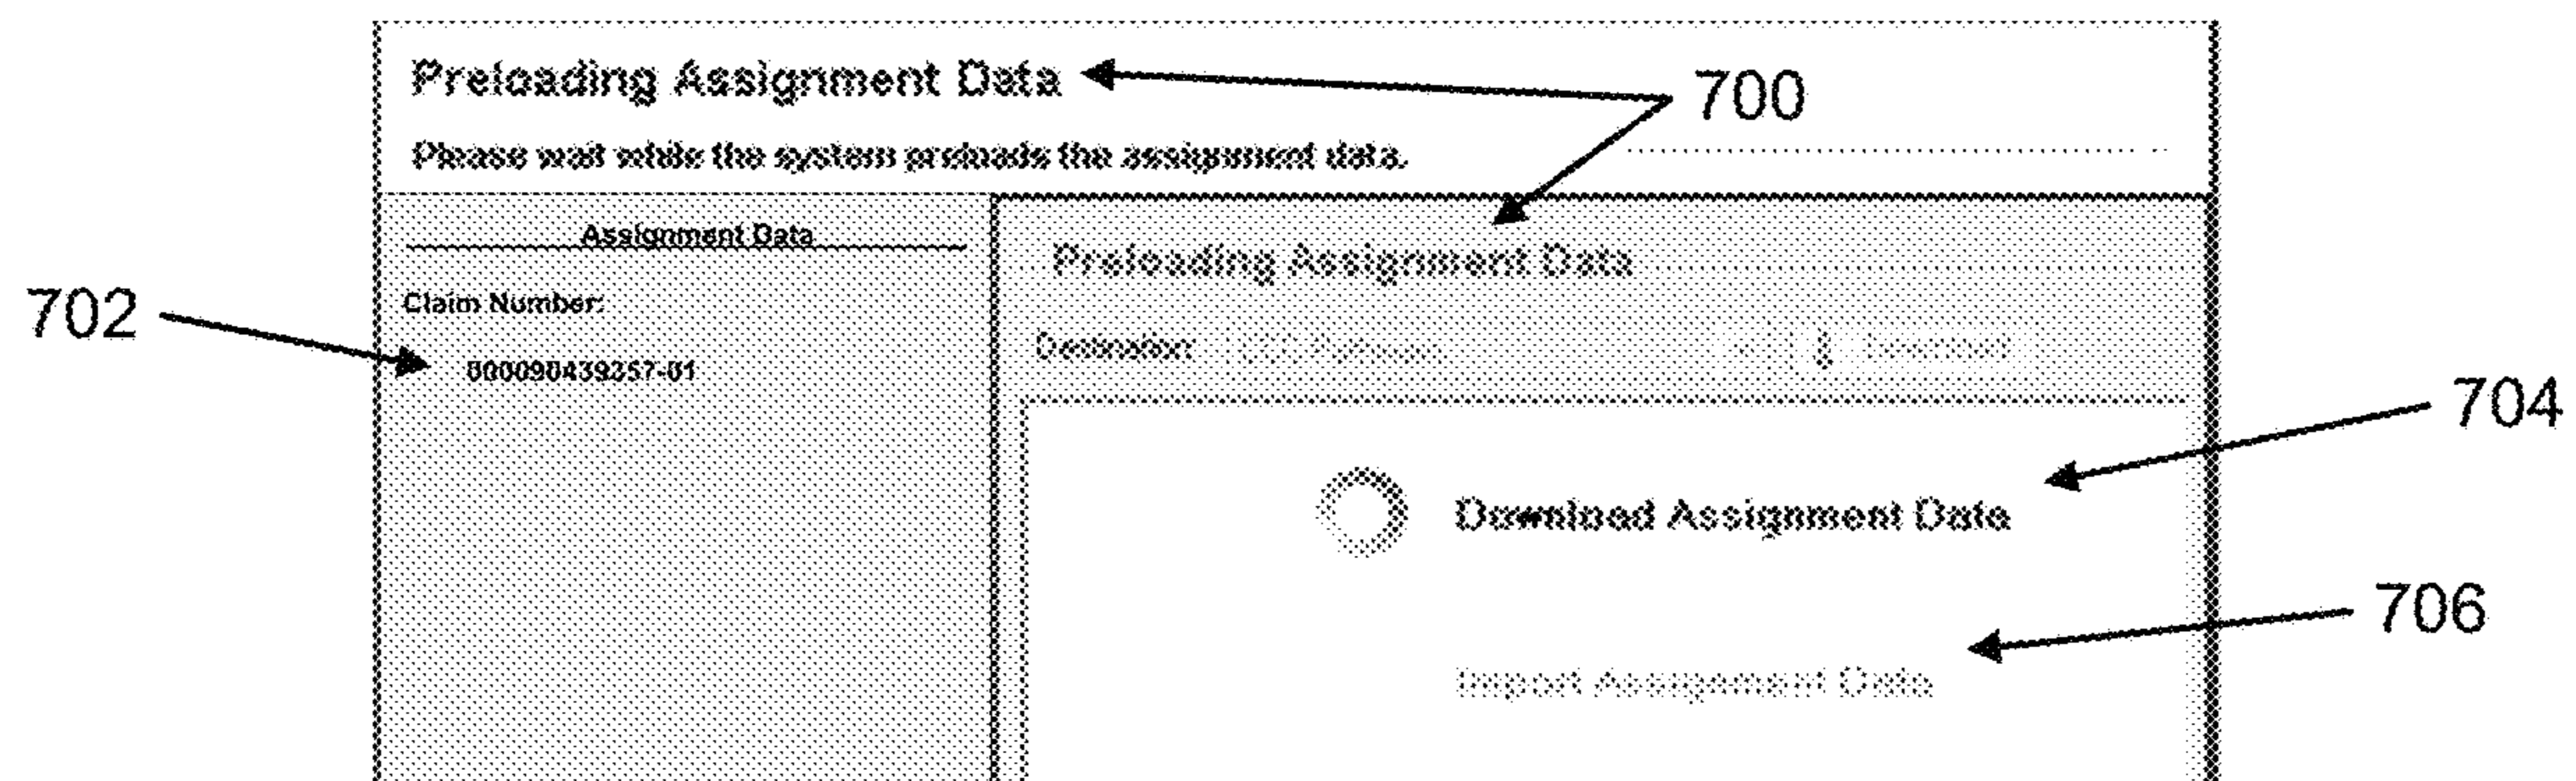 Preloading Assignment Data
700
Please wait while the system preloads the assignment data.
Assignment Data
Preloading Assignment Data
702
Claim Number:
Destination:
000090439357-01
704
Download Assignment Data
706
Import Assignment Data